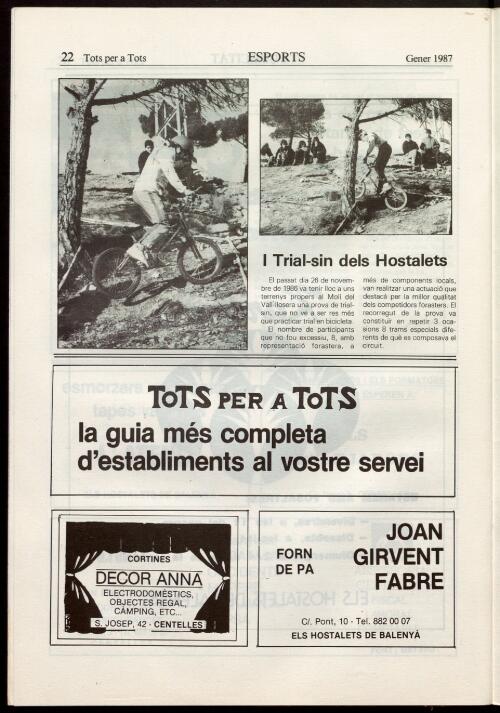 22 Tots per a Tots ESPORTS Gener 1987
I Trial-sin dels Hostalets
El passat dia 26 de novem-
bre de 1986 va tenir lloc a uns
terrenys propers al Molí del
Vall-llosera una prova de trial-
sin, que no ve a ser res més
que practicar trial en bicicleta.
El nombre de participants
que no fou excessiu, 8, amb
representació forastera, a
més de components locals,
van realitzar una actuació que
destacà per la millor qualitat
dels competidors forasters. El
recorregut de la prova va
constituir en repetir 3 oca-
sions 8 trams especials dife-
rents de què es composava el
circuit.
TOTS PER A TOTS
la guia més completa
d'establiments al vostre servei
CORTINES
DECOR ANNA
ELECTRODOMÈSTICS,
OBJECTES REGAL,
CÀMPING, ETC...
S. JOSEP, 42 · CENTELLES
FORN
DE PA
JOAN
GIRVENT
FABRE
C/. Pont, 10 - Tel. 882 00 07
ELS HOSTALETS DE BALENYÀ